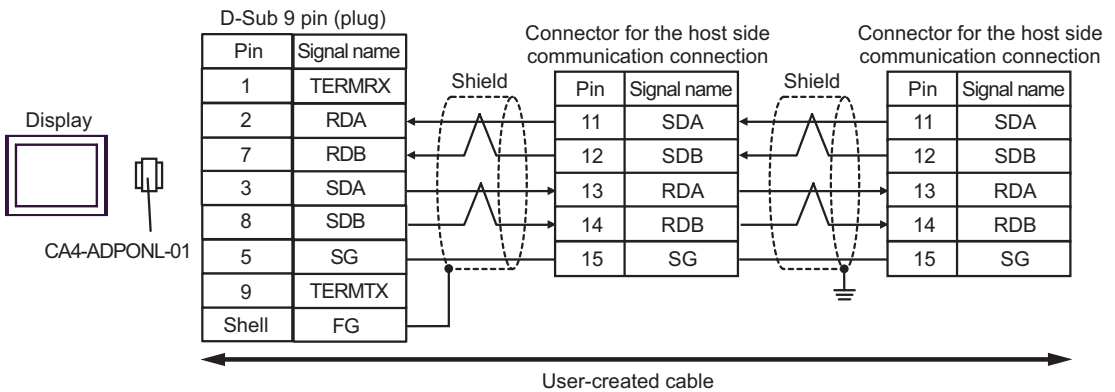 D-Sub 9 pin (plug)
Pin Signal name
1 TERMRX
2 RDA
7 RDB
3 SDA
8 SDB
5 SG
9 TERMTX
Shell FG
Display
CA4-ADPONL-01
Shield
Connector for the host side
communication connection
Pin Signal name
11 SDA
12 SDB
13 RDA
14 RDB
15 SG
Shield
Connector for the host side
communication connection
Pin Signal name
11 SDA
12 SDB
13 RDA
14 RDB
15 SG
User-created cable